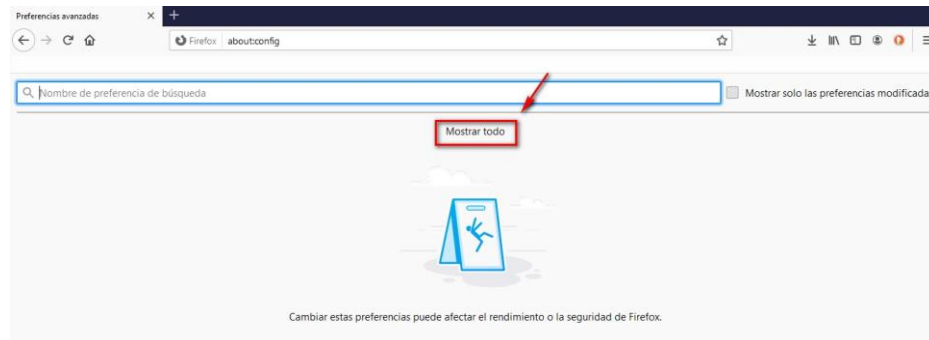 Preferencias avanzadas
Firefox about:config
Nombre de preferencia de búsqueda
Mostrar solo las preferencias modificada
Mostrar todo
Cambiar estas preferencias puede afectar el rendimiento o la seguridad de Firefox.